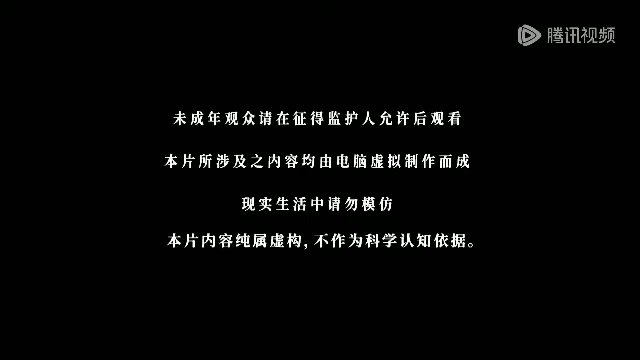 腾讯视频
未成年观众请在征得监护人允许后观看
本片所涉及之内容均由电脑虚拟制作而成
现实生活中请勿模仿
本片内容纯属虚构，不作为科学认知依据。